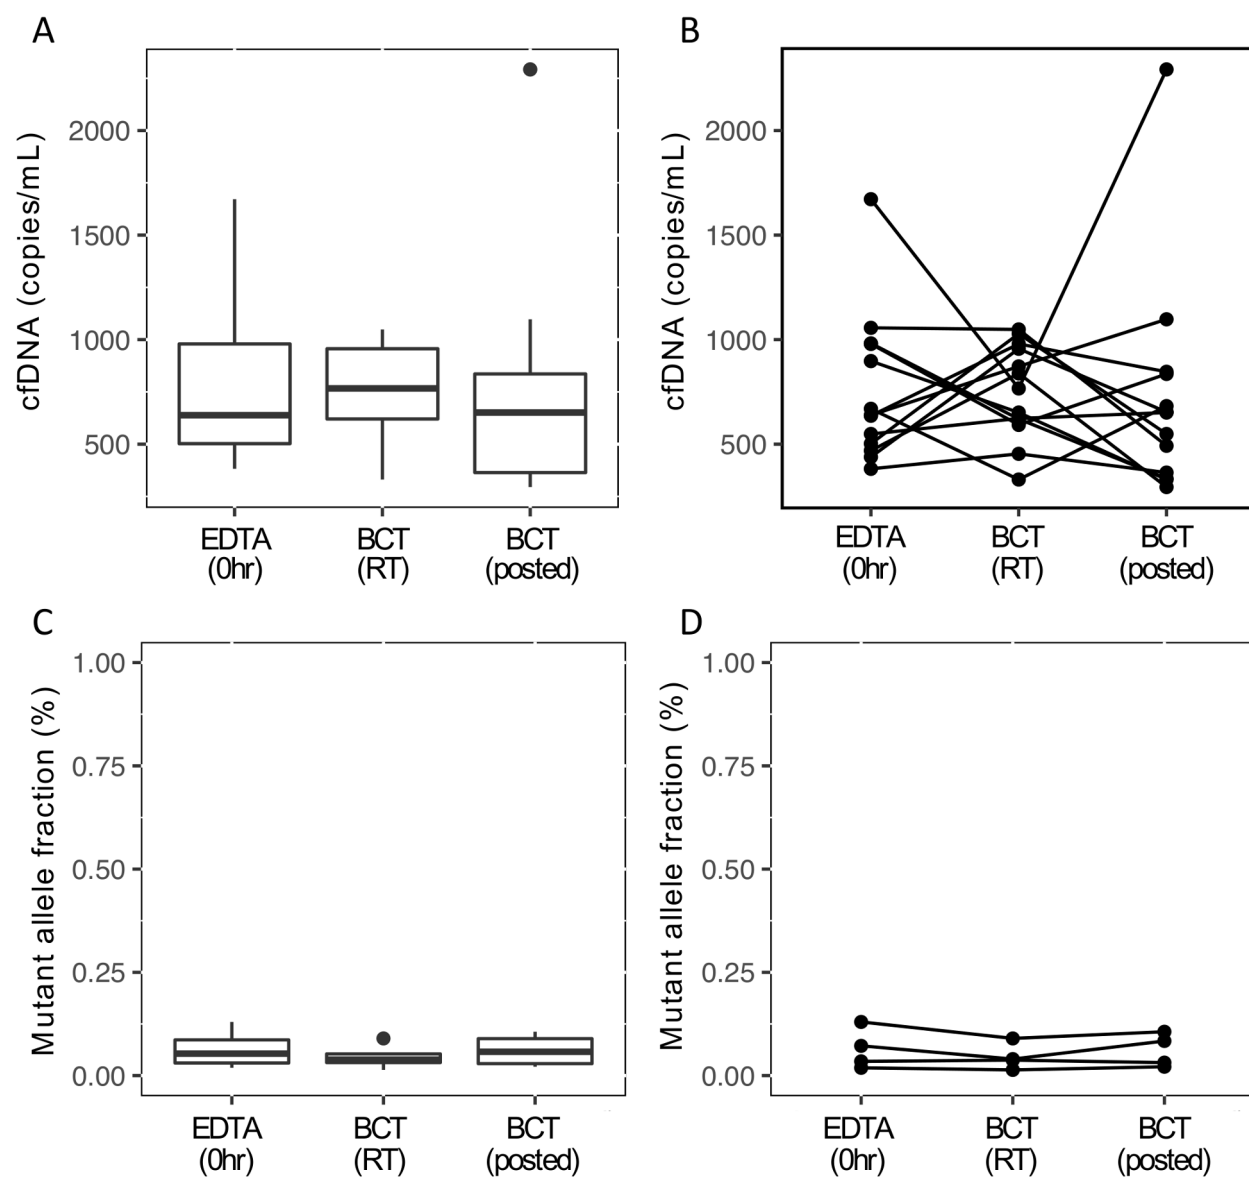 A
cfDNA (copies/mL)
2000
1500
1000
500
EDTA
(0hr)
BCT
(RT)
BCT
(posted)
B
cfDNA (copies/mL)
2000
1500
1000
500
EDTA
(0hr)
BCT
(RT)
BCT
(posted)
C
Mutant allele fraction (%)
1.00
0.75
0.50
0.25
0.00
EDTA
(0hr)
BCT
(RT)
BCT
(posted)
D
Mutant allele fraction (%)
1.00
0.75
0.50
0.25
0.00
EDTA
(0hr)
BCT
(RT)
BCT
(posted)